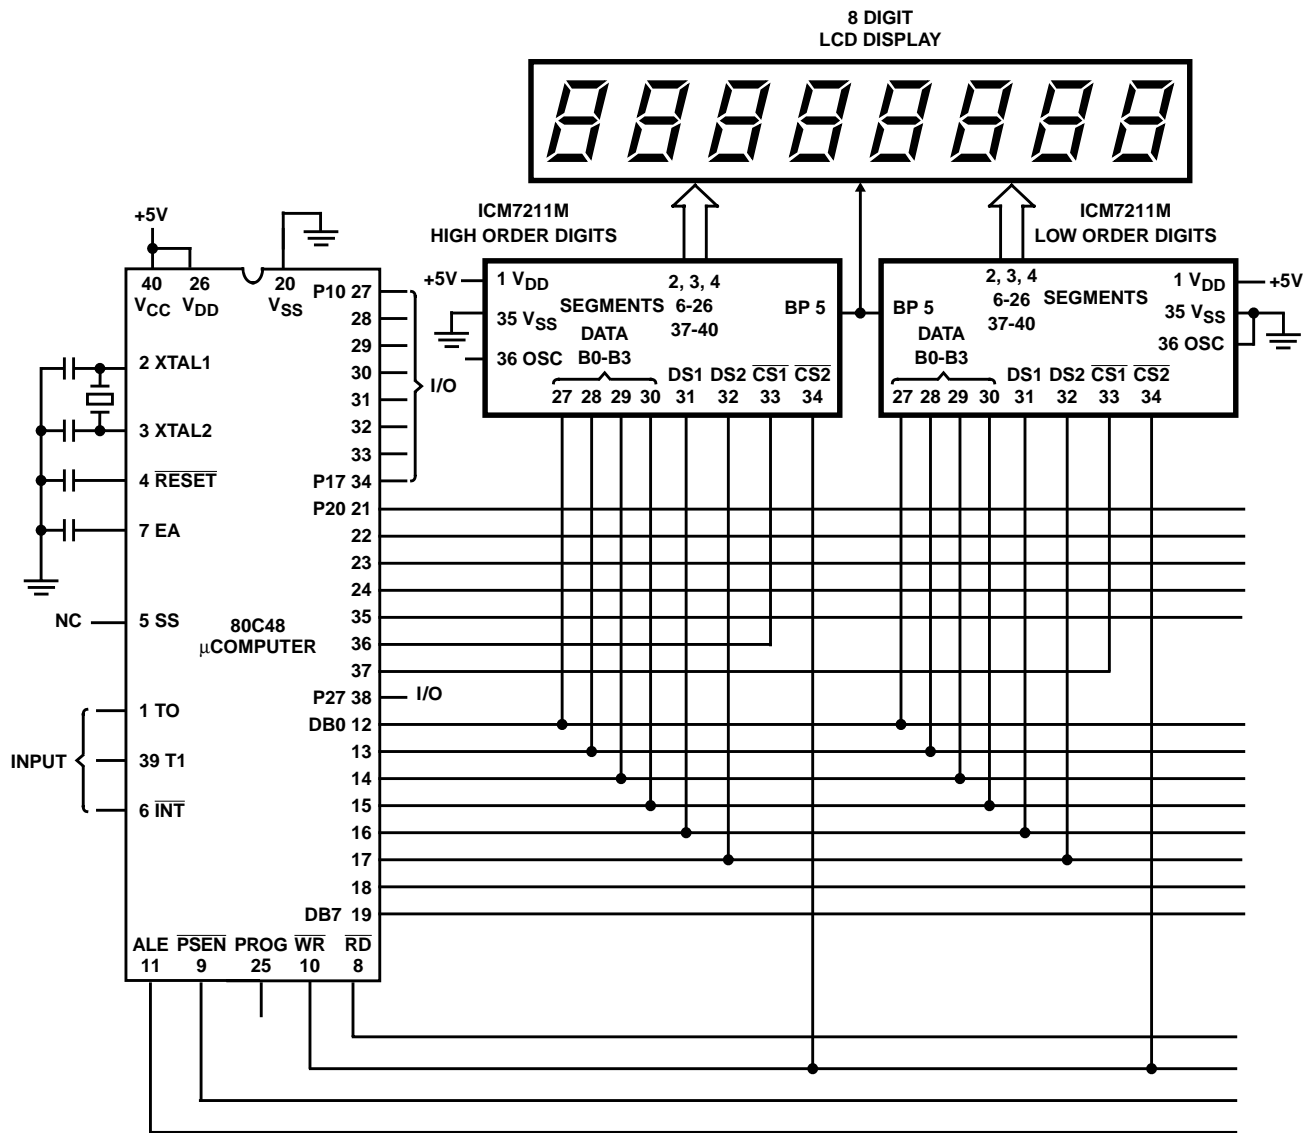 8 DIGIT
LCD DISPLAY
ICM7211M
HIGH ORDER DIGITS
ICM7211M
LOW ORDER DIGITS
+5V
40
VCC
26
VDD
20
VSS
2 XTAL1
3 XTAL2
4 RESET
7 EA
NC
5 SS
80C48
μCOMPUTER
INPUT
1 TO
39 T1
6 INT
P10 27
28
29
30
31
32
33
P17 34
I/O
P20 21
22
23
24
35
36
37
P27 38
I/O
DB0 12
13
14
15
16
17
18
DB7 19
ALE PSEN PROG WR RD
11 9 25 10 8
+5V
1 VDD
35 VSS
36 OSC
SEGMENTS
2, 3, 4
6-26
37-40
BP 5
DATA
B0-B3
DS1 DS2 CS1 CS2
27 28 29 30 31 32 33 34
BP 5
2, 3, 4
6-26
37-40
SEGMENTS
1 VDD
+5V
35 VSS
36 OSC
DATA
B0-B3
DS1 DS2 CS1 CS2
27 28 29 30 31 32 33 34